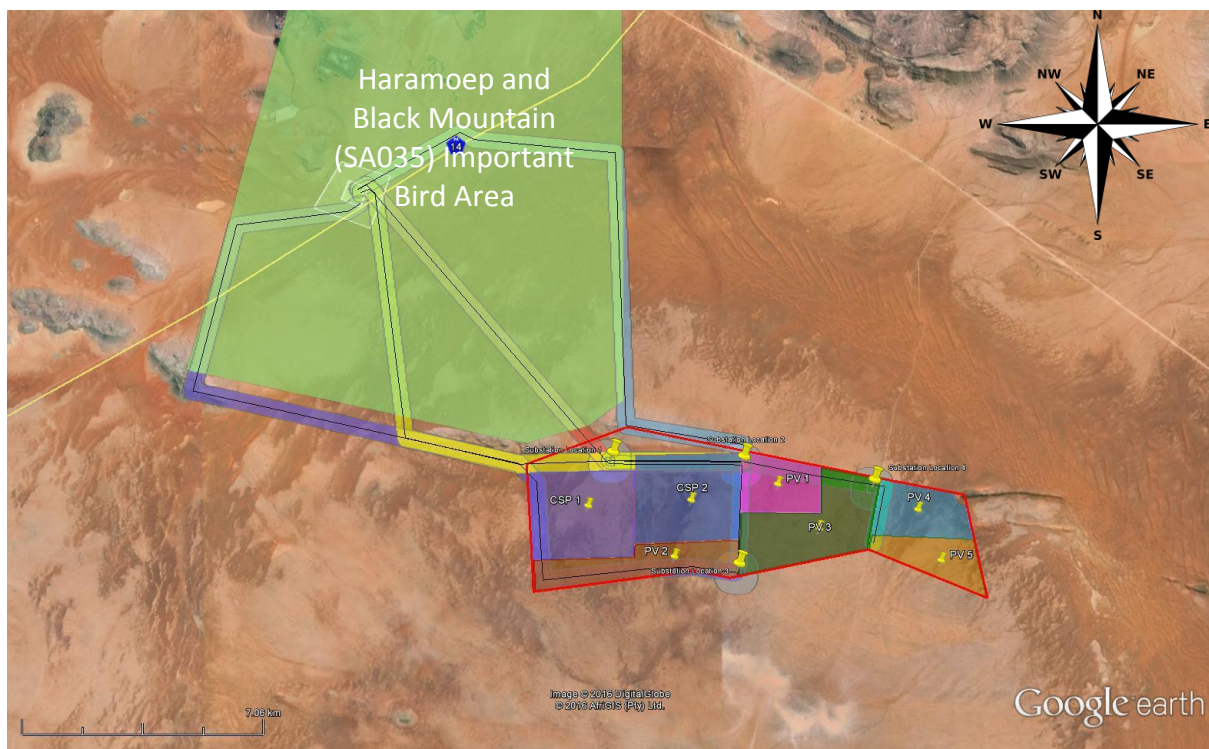 N
NW
NE
W
E
SW
SE
S
Haramoep and
Black Mountain
(SA035) Important
Bird Area
14
Substation Location 1
Substation Location 2
Substation Location 4
CSP 1
CSP 2
PV 1
PV 4
PV 3
PV 2
PV 5
Substation Location 3
Image © 2016 DigitalGlobe
© 2016 AfriGIS (Pty) Ltd.
7.06 km
Google earth